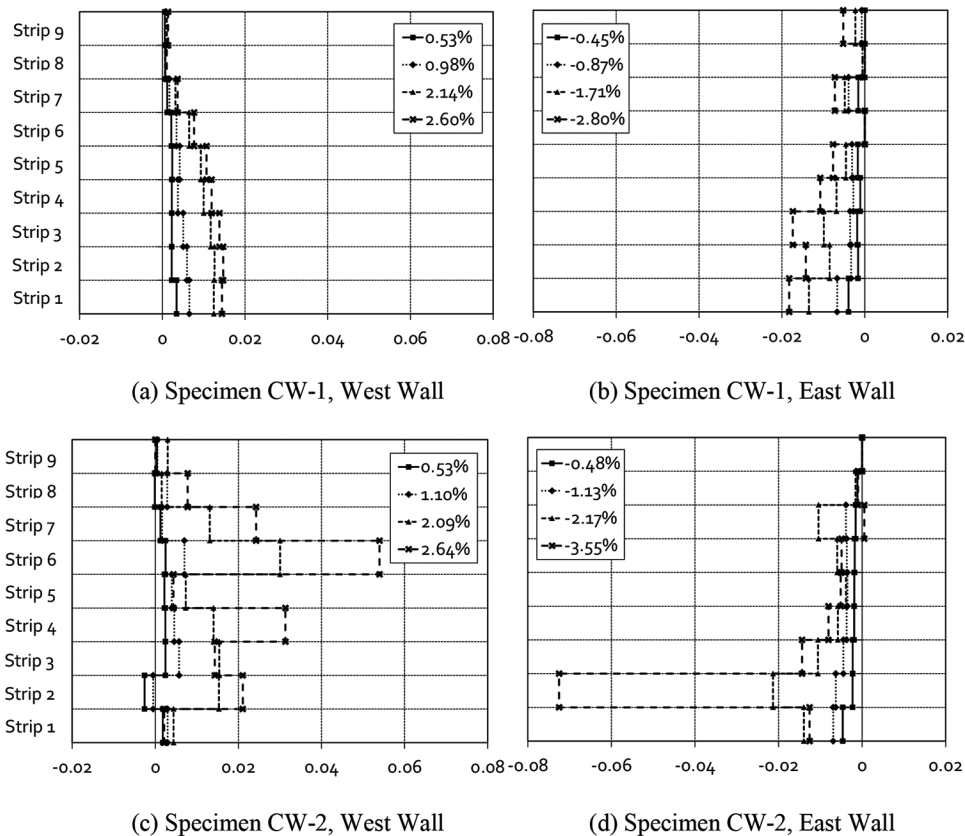 Strip 9
Strip 8
Strip 7
Strip 6
Strip 5
Strip 4
Strip 3
Strip 2
Strip 1
0.53%
0.98%
2.14%
2.60%
-0.02 0 0.02 0.04 0.06 0.08
(a) Specimen CW-1, West Wall
-0.45%
-0.87%
-1.71%
-2.80%
-0.08 -0.06 -0.04 -0.02 0 0.02
(b) Specimen CW-1, East Wall
Strip 9
Strip 8
Strip 7
Strip 6
Strip 5
Strip 4
Strip 3
Strip 2
Strip 1
0.53%
1.10%
2.09%
2.64%
-0.02 0 0.02 0.04 0.06 0.08
(c) Specimen CW-2, West Wall
-0.48%
-1.13%
-2.17%
-3.55%
-0.08 -0.06 -0.04 -0.02 0 0.02
(d) Specimen CW-2, East Wall